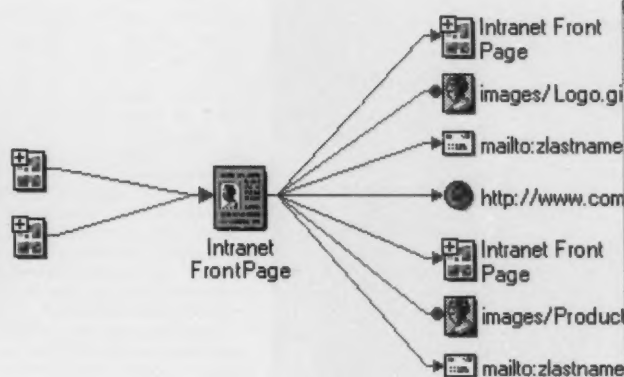 Intranet Front
Page
images/Logo.gi
mailto:zlastname
http://www.com
Intranet
FrontPage
Intranet Front
Page
images/Product
mailto:zlastname